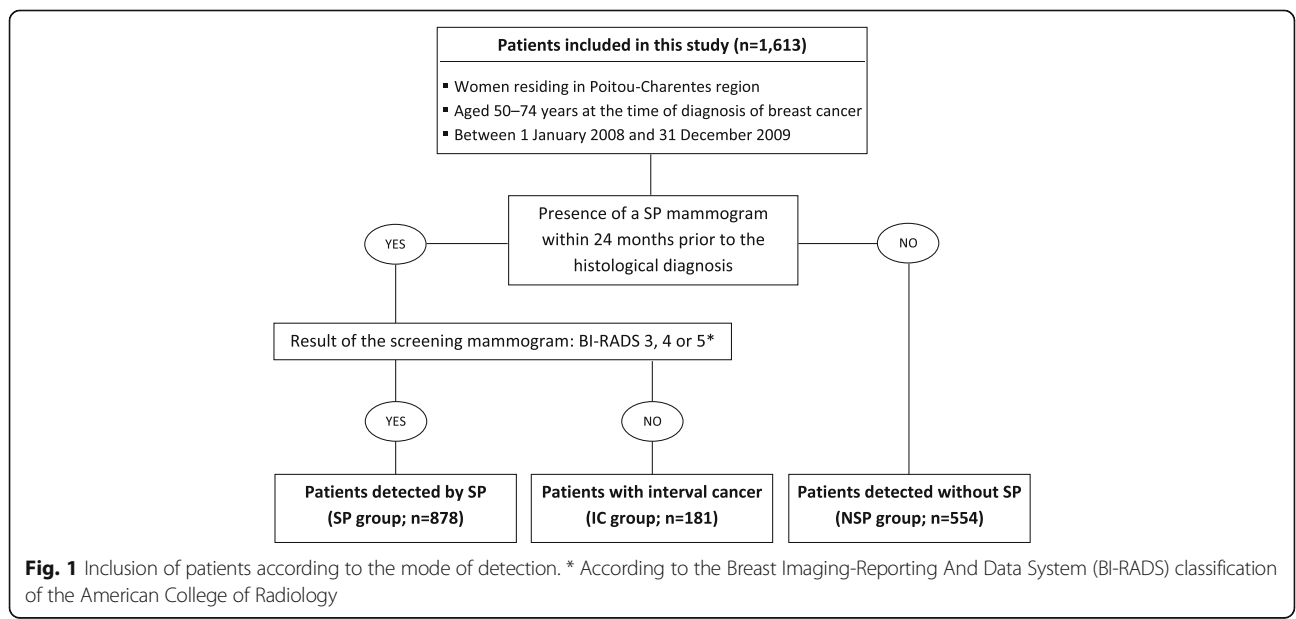 Patients included in this study (n=1,613)
▪ Women residing in Poitou-Charentes region
▪ Aged 50–74 years at the time of diagnosis of breast cancer
▪ Between 1 January 2008 and 31 December 2009
Presence of a SP mammogram
within 24 months prior to the
histological diagnosis
YES
NO
Result of the screening mammogram: BI-RADS 3, 4 or 5*
YES
NO
Patients detected by SP
(SP group; n=878)
Patients with interval cancer
(IC group; n=181)
Patients detected without SP
(NSP group; n=554)
Fig. 1 Inclusion of patients according to the mode of detection. * According to the Breast Imaging-Reporting And Data System (BI-RADS) classification
of the American College of Radiology